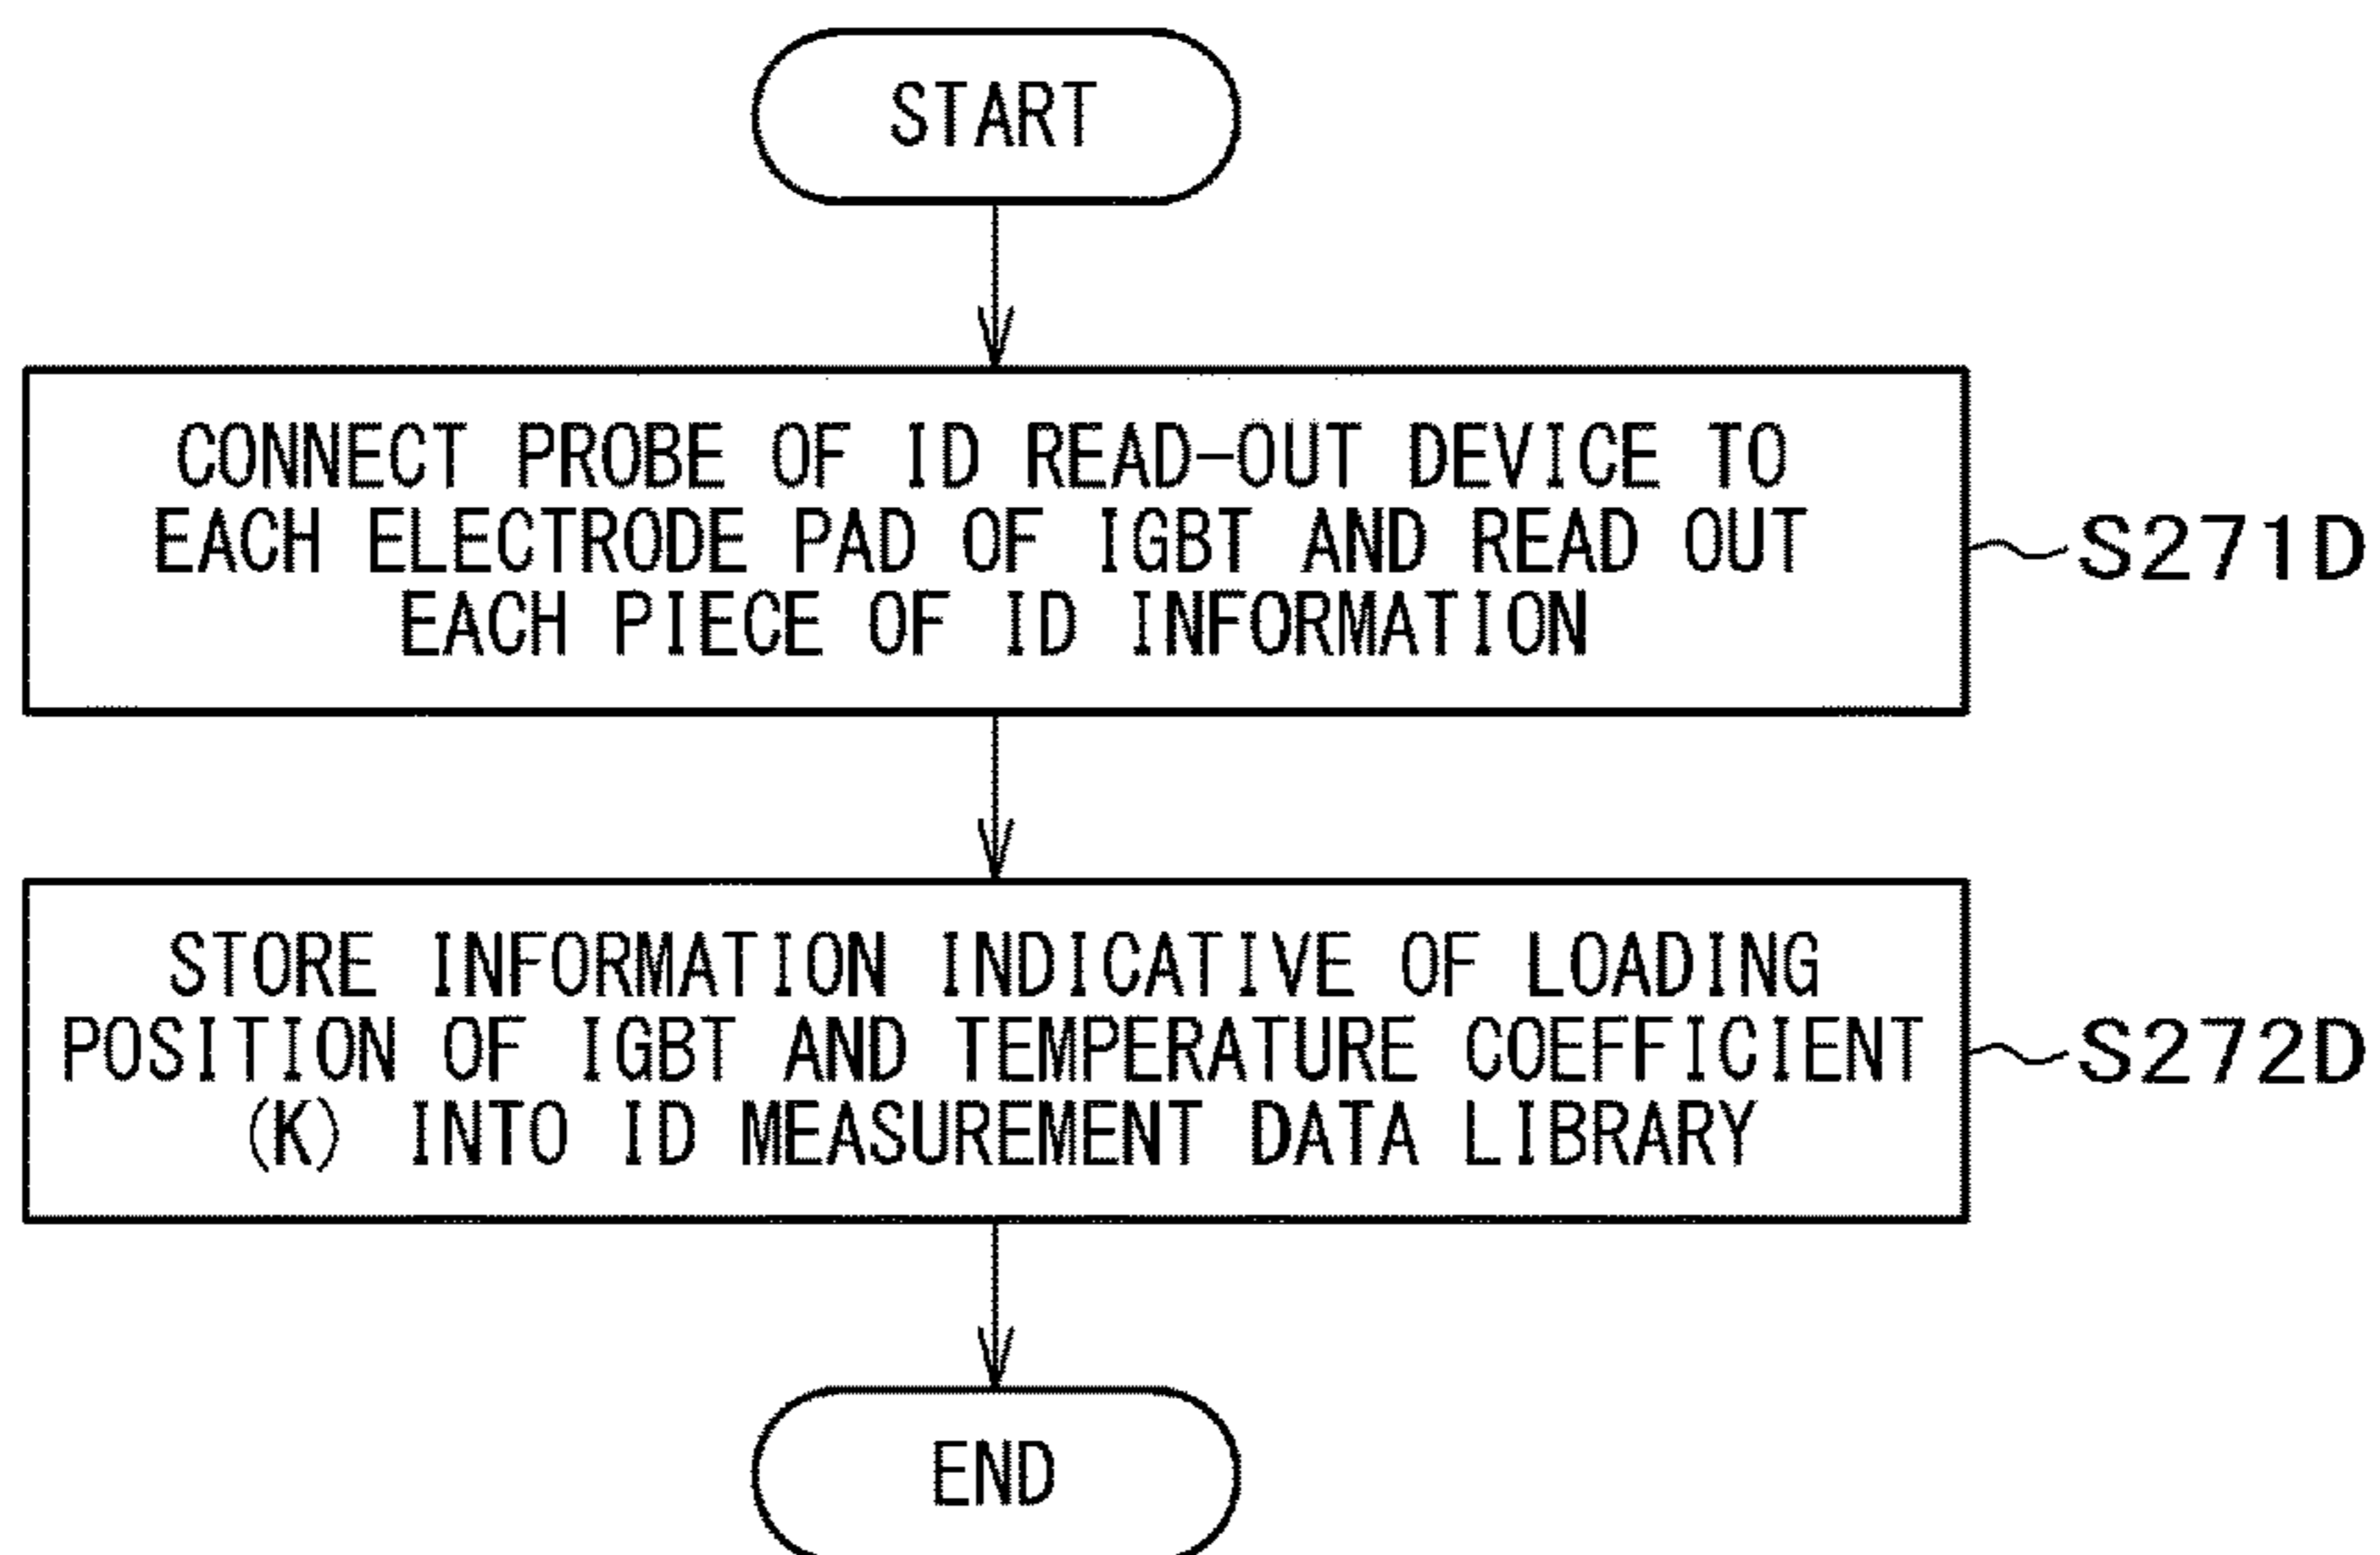 START
CONNECT PROBE OF ID READ-OUT DEVICE TO
EACH ELECTRODE PAD OF IGBT AND READ OUT
EACH PIECE OF ID INFORMATION
S271D
STORE INFORMATION INDICATIVE OF LOADING
POSITION OF IGBT AND TEMPERATURE COEFFICIENT
(K) INTO ID MEASUREMENT DATA LIBRARY
S272D
END